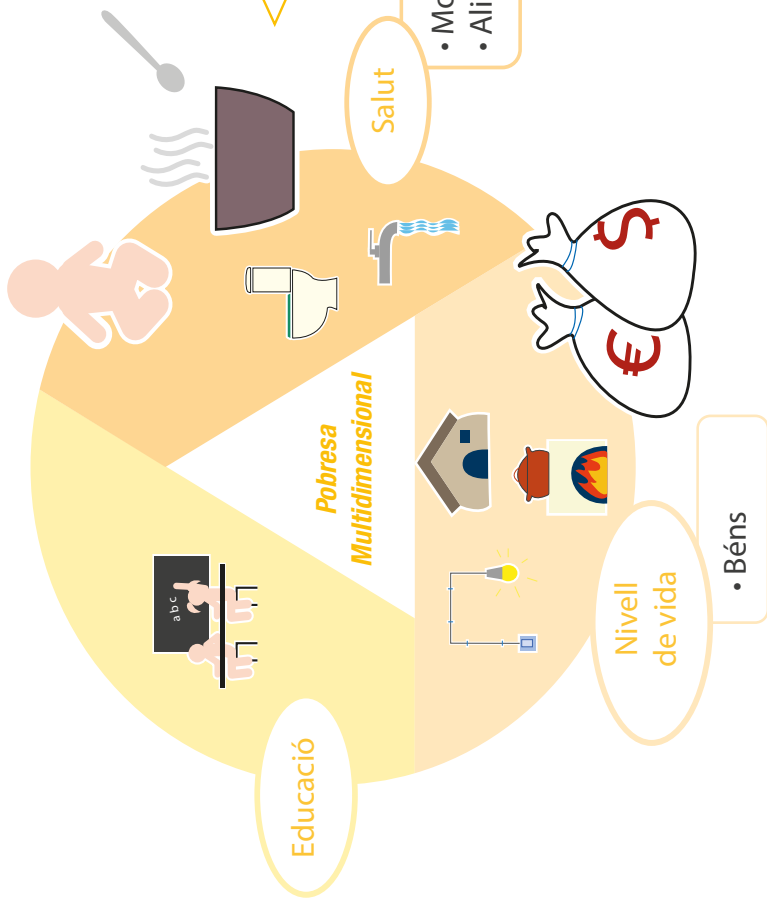 Educació
a b c
Pobresa
Multidimensional
Salut
Nivell
de vida
• Béns
€
$